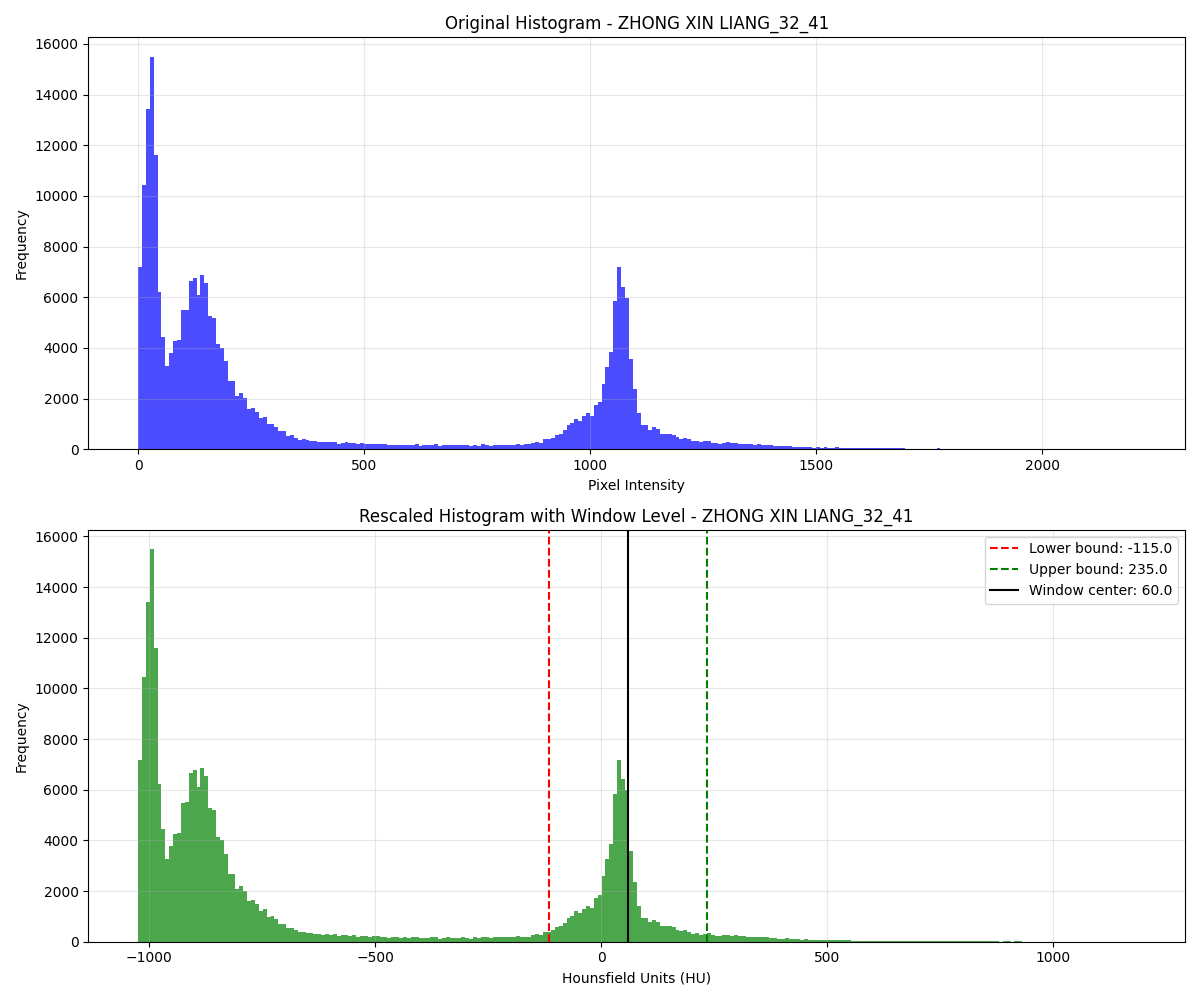 Original Histogram - ZHONG XIN LIANG_32_41
16000
14000
12000
10000
8000
6000
4000
2000
0
Frequency
0 500 1000 1500 2000
Pixel Intensity
Rescaled Histogram with Window Level - ZHONG XIN LIANG_32_41
Lower bound: -115.0
Upper bound: 235.0
Window center: 60.0
16000
14000
12000
10000
8000
6000
4000
2000
0
Frequency
−1000 −500 0 500 1000
Hounsfield Units (HU)